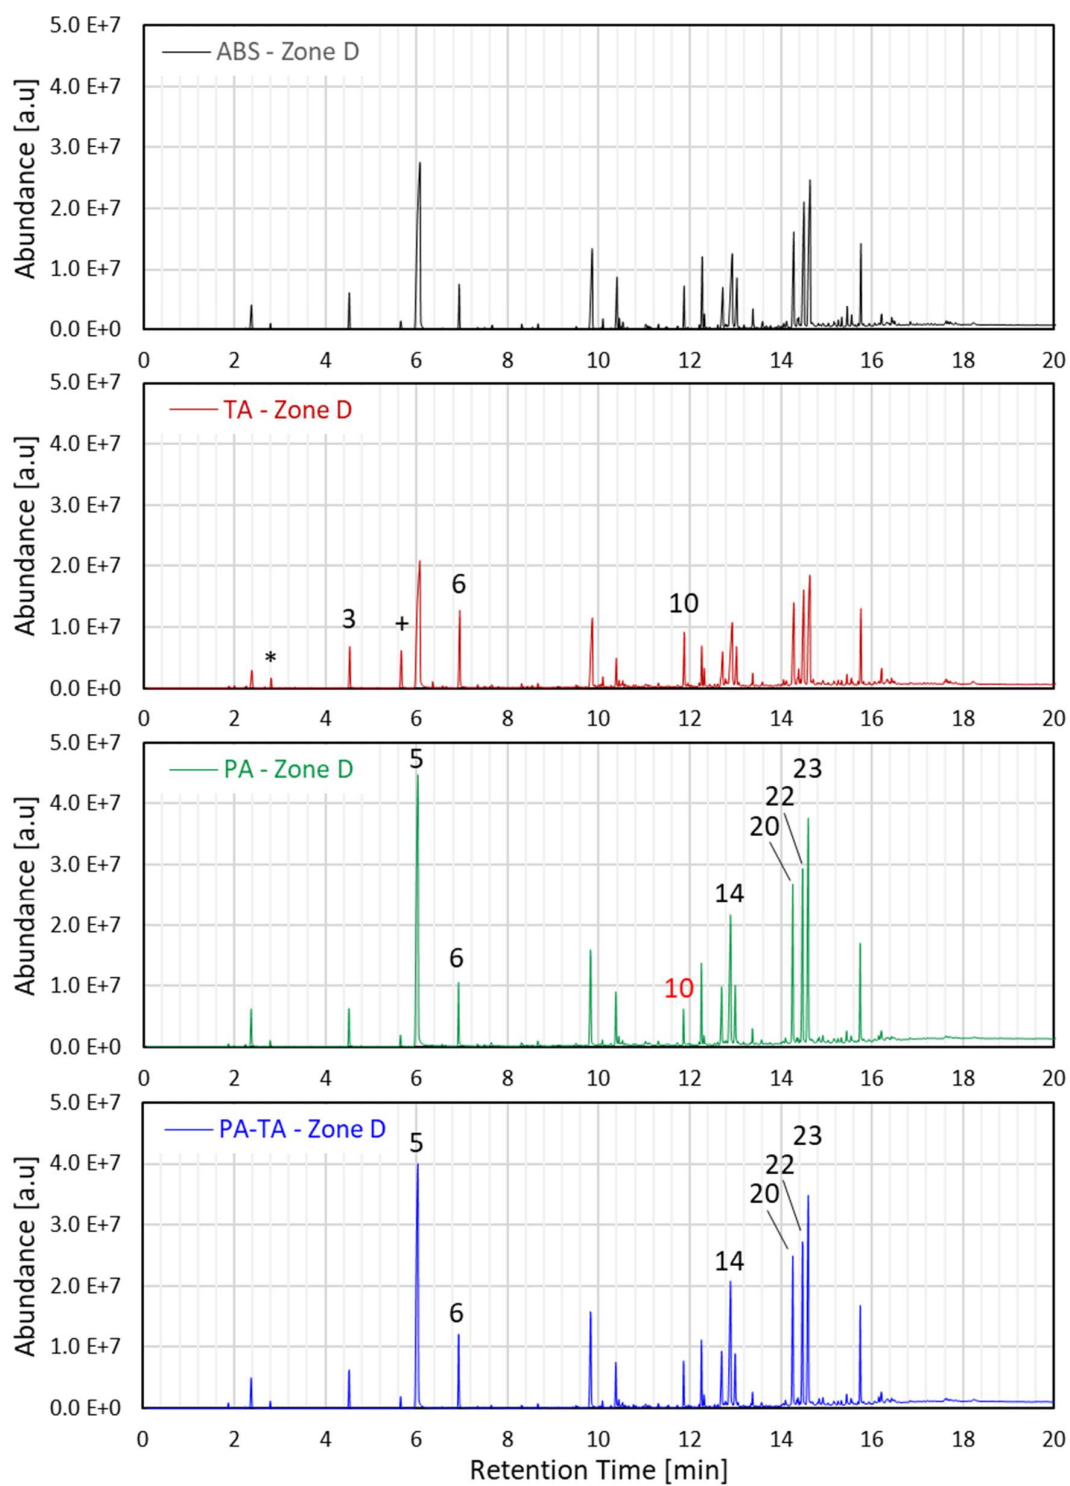 Abundance [a.u]
5.0 E+7
4.0 E+7
3.0 E+7
2.0 E+7
1.0 E+7
0.0 E+0
ABS - Zone D
0 2 4 6 8 10 12 14 16 18 20
Abundance [a.u]
5.0 E+7
4.0 E+7
3.0 E+7
2.0 E+7
1.0 E+7
0.0 E+0
TA - Zone D
* 3 + 6 10
0 2 4 6 8 10 12 14 16 18 20
Abundance [a.u]
5.0 E+7
4.0 E+7
3.0 E+7
2.0 E+7
1.0 E+7
0.0 E+0
PA - Zone D
5 6 10 14 20 22 23
0 2 4 6 8 10 12 14 16 18 20
Abundance [a.u]
5.0 E+7
4.0 E+7
3.0 E+7
2.0 E+7
1.0 E+7
0.0 E+0
PA-TA - Zone D
5 6 14 20 22 23
0 2 4 6 8 10 12 14 16 18 20
Retention Time [min]